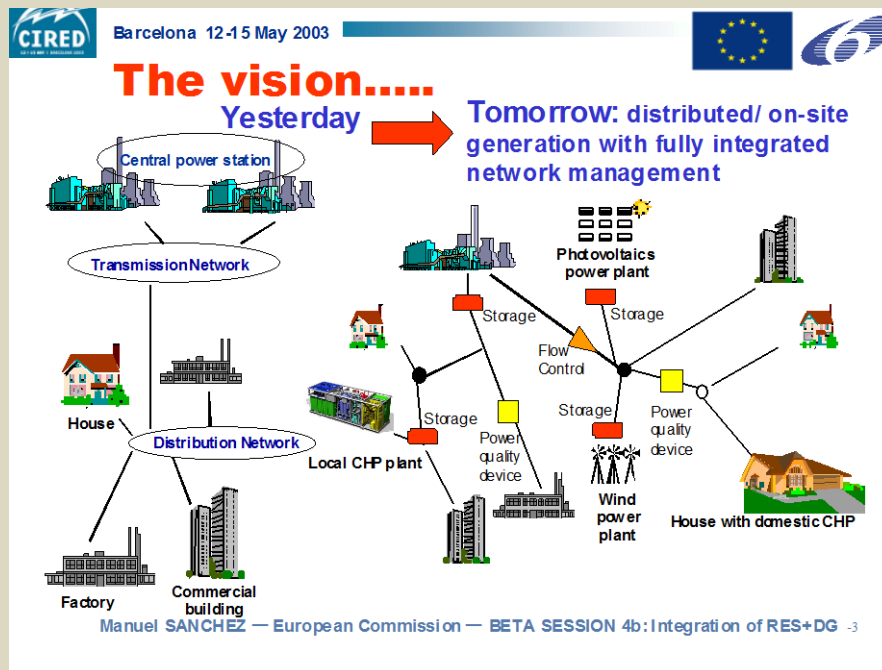 CIRED
Barcelona 12-15 May 2003
The vision.....
Yesterday
Tomorrow: distributed/ on-site
generation with fully integrated
network management
Central power station
Transmission Network
House
Distribution Network
Factory
Commercial
building
Photovoltaics
power plant
Storage
Storage
Flow
Control
Storage
Storage
Power
quality
device
Power
quality
device
Local CHP plant
Wind
power
plant
House with domestic CHP
Manuel SANCHEZ — European Commission — BETA SESSION 4b: Integration of RES+DG -3